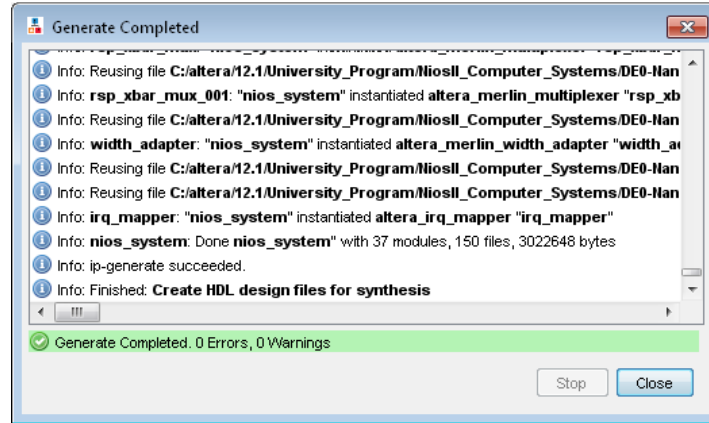 Generate Completed
Info: Reusing file C:/altera/12.1/University_Program/NiosII_Computer_Systems/DE0-Nan
Info: rsp_xbar_mux_001: "nios_system" instantiated altera_merlin_multiplexer "rsp_xb
Info: Reusing file C:/altera/12.1/University_Program/NiosII_Computer_Systems/DE0-Nan
Info: width_adapter: "nios_system" instantiated altera_merlin_width_adapter "width_a
Info: Reusing file C:/altera/12.1/University_Program/NiosII_Computer_Systems/DE0-Nan
Info: Reusing file C:/altera/12.1/University_Program/NiosII_Computer_Systems/DE0-Nan
Info: irq_mapper: "nios_system" instantiated altera_irq_mapper "irq_mapper"
Info: nios_system: Done nios_system" with 37 modules, 150 files, 3022648 bytes
Info: ip-generate succeeded.
Info: Finished: Create HDL design files for synthesis
Generate Completed. 0 Errors, 0 Warnings
Stop Close